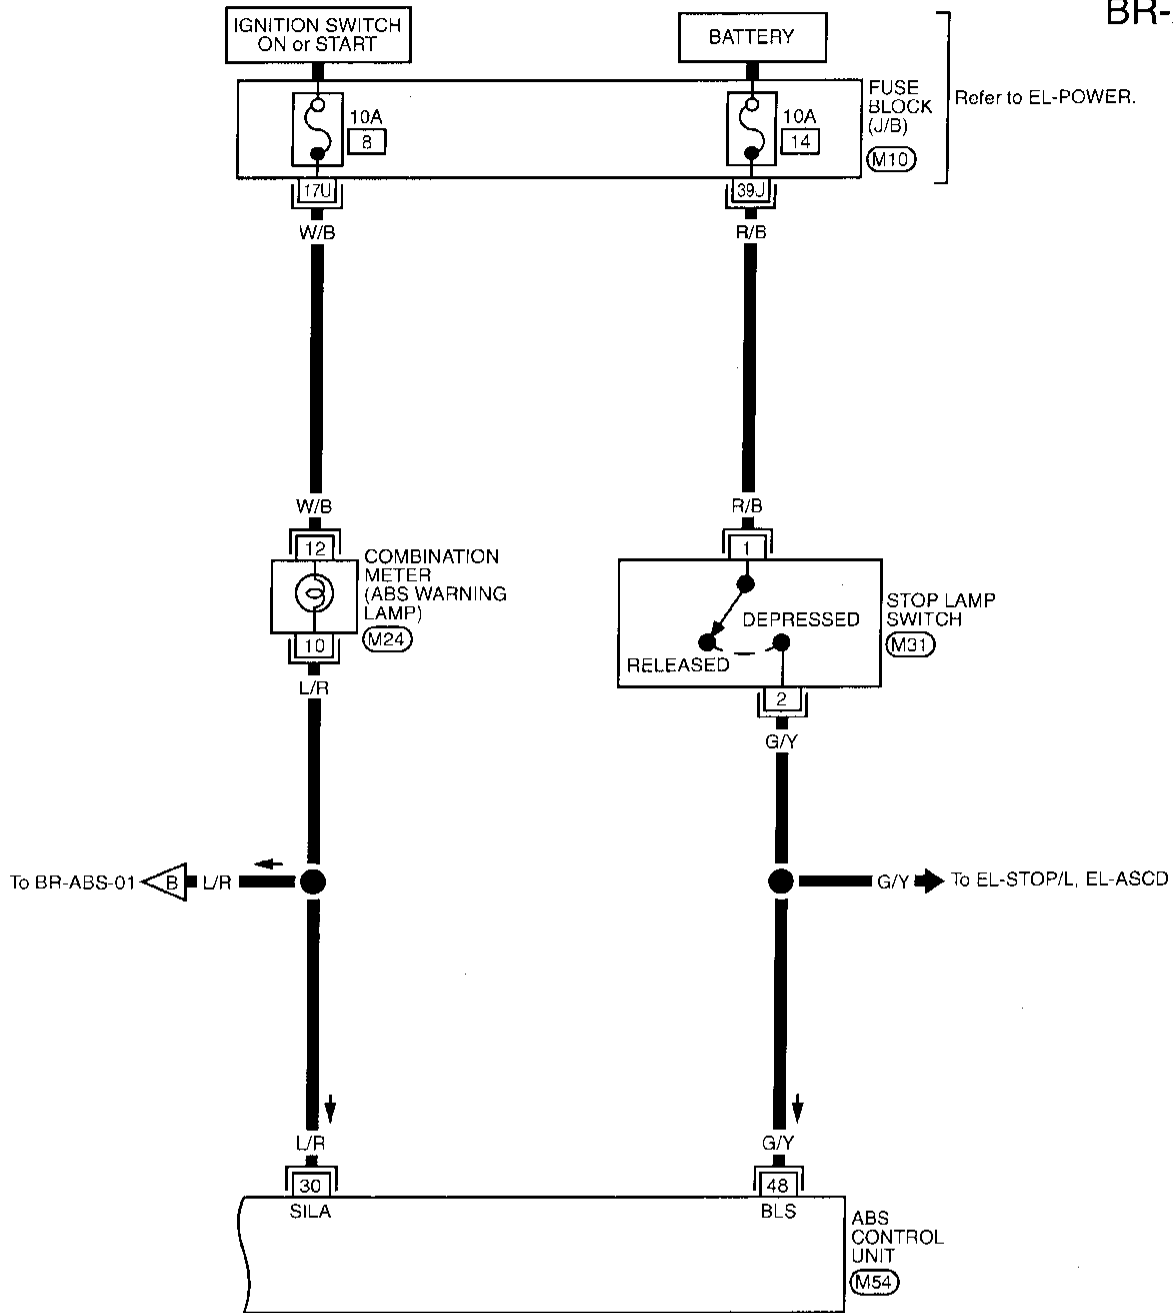 BR-
IGNITION SWITCH
ON or START
BATTERY
10A
8
10A
14
FUSE
BLOCK
(J/B)
M10
Refer to EL-POWER.
17U
39J
W/B
R/B
W/B
R/B
12
1
COMBINATION
METER
(ABS WARNING
LAMP)
M24
10
DEPRESSED
RELEASED
STOP LAMP
SWITCH
M31
2
L/R
G/Y
To BR-ABS-01
B
L/R
G/Y
To EL-STOP/L, EL-ASCD
L/R
G/Y
30
48
SILA
BLS
ABS
CONTROL
UNIT
M54